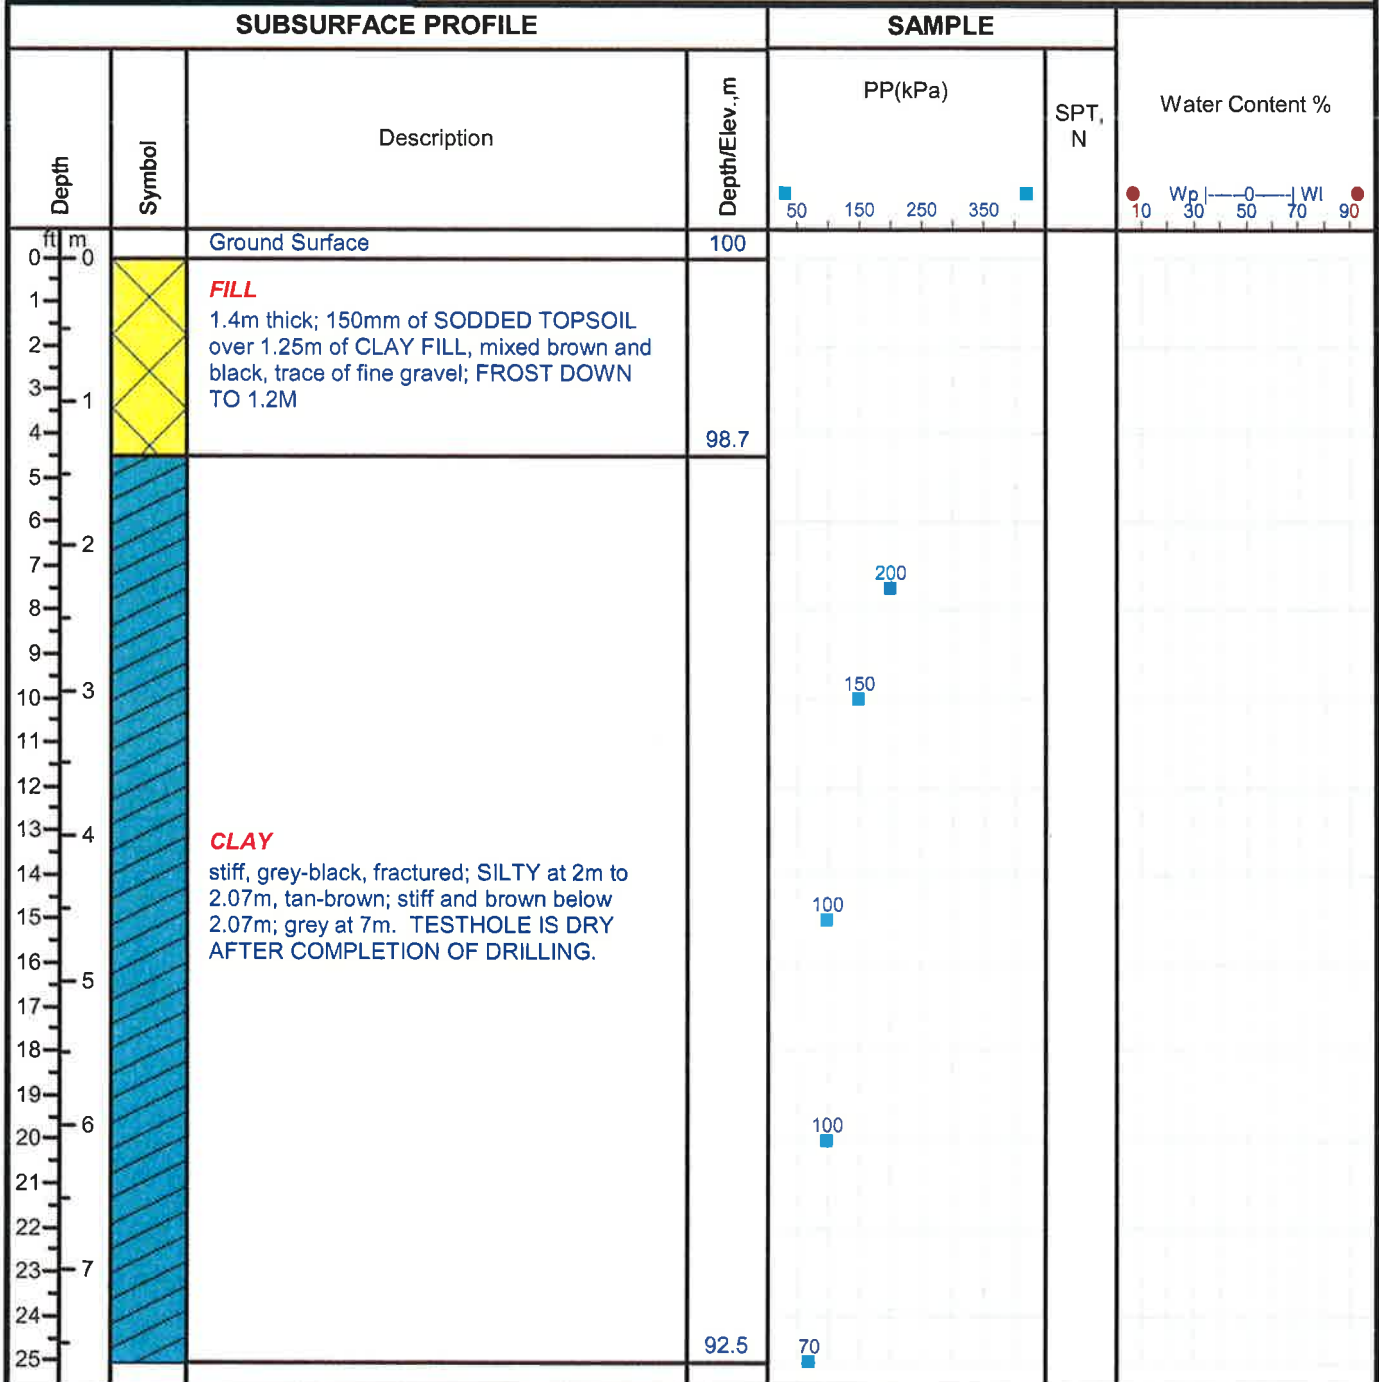 SUBSURFACE PROFILE
SAMPLE
Depth
Symbol
Description
Depth/Elev.,m
PP(kPa)
SPT,
N
Water Content %
50 150 250 350
Wp |——0——| Wl
10 30 50 70 90
ft m
Ground Surface
100
0 0
FILL
1.4m thick; 150mm of SODDED TOPSOIL
over 1.25m of CLAY FILL, mixed brown and
black, trace of fine gravel; FROST DOWN
TO 1.2M
98.7
1
2
3
1
4
5
6
2
7
200
8
9
10
3
150
11
12
13
4
CLAY
stiff, grey-black, fractured; SILTY at 2m to
2.07m, tan-brown; stiff and brown below
2.07m; grey at 7m. TESTHOLE IS DRY
AFTER COMPLETION OF DRILLING.
14
15
100
16
5
17
18
19
6
20
100
21
22
23
7
24
25
92.5
70